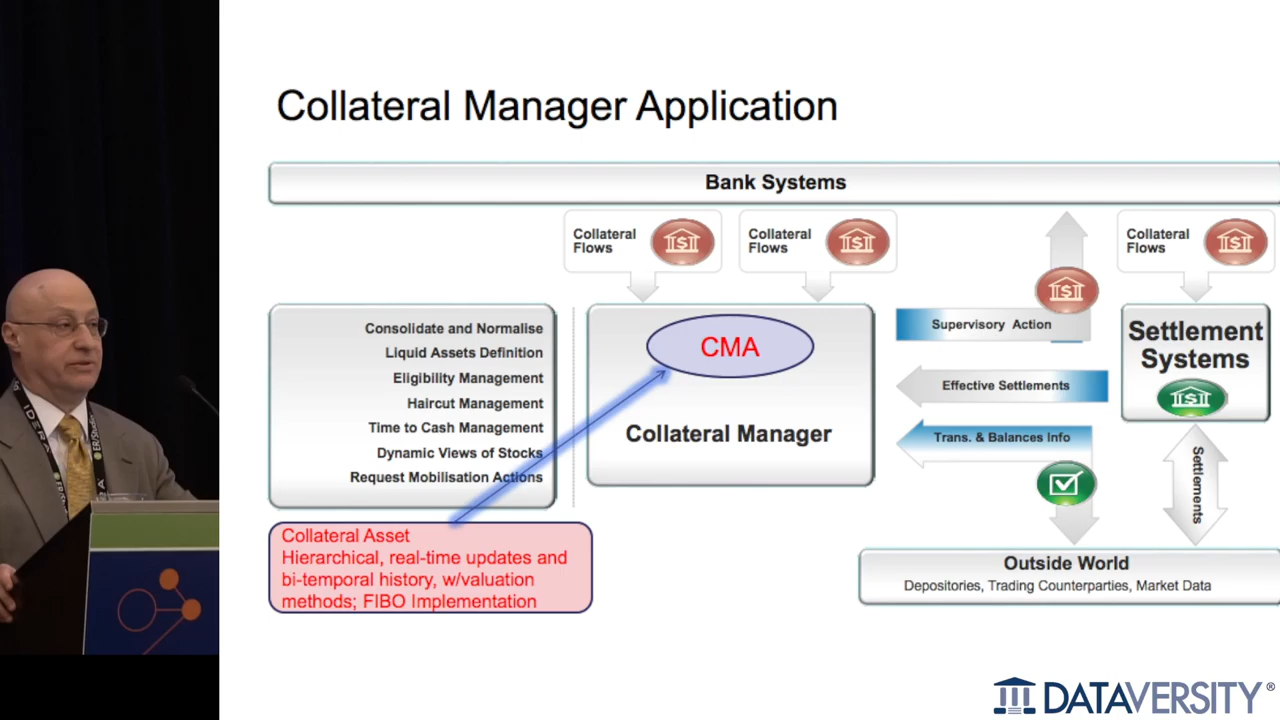 Collateral Manager Application
Bank Systems
Collateral
Flows
Collateral
Flows
Collateral
Flows
Consolidate and Normalise
Liquid Assets Definition
Eligibility Management
Haircut Management
Time to Cash Management
Dynamic Views of Stocks
Request Mobilisation Actions
CMA
Collateral Manager
Supervisory Action
Effective Settlements
Trans. & Balances Info
Settlement
Systems
Settlements
Collateral Asset
Hierarchical, real-time updates and
bi-temporal history, w/valuation
methods; FIBO Implementation
Outside World
Depositories, Trading Counterparties, Market Data
IDERA
ER/Studio
DATAVERSITY®